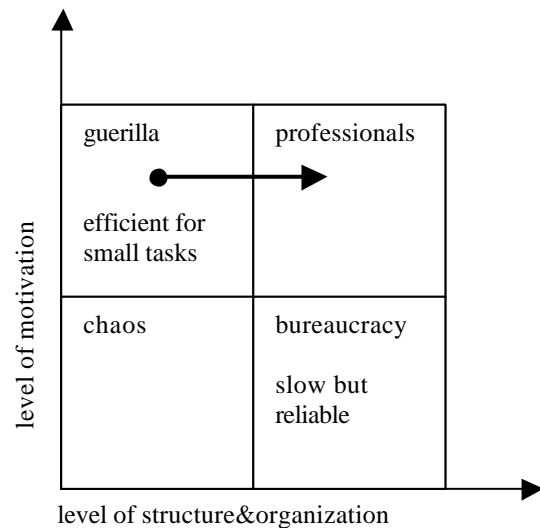 guerilla
professionals
efficient for
small tasks
chaos
bureaucracy
slow but
reliable
level of motivation
level of structure&organization